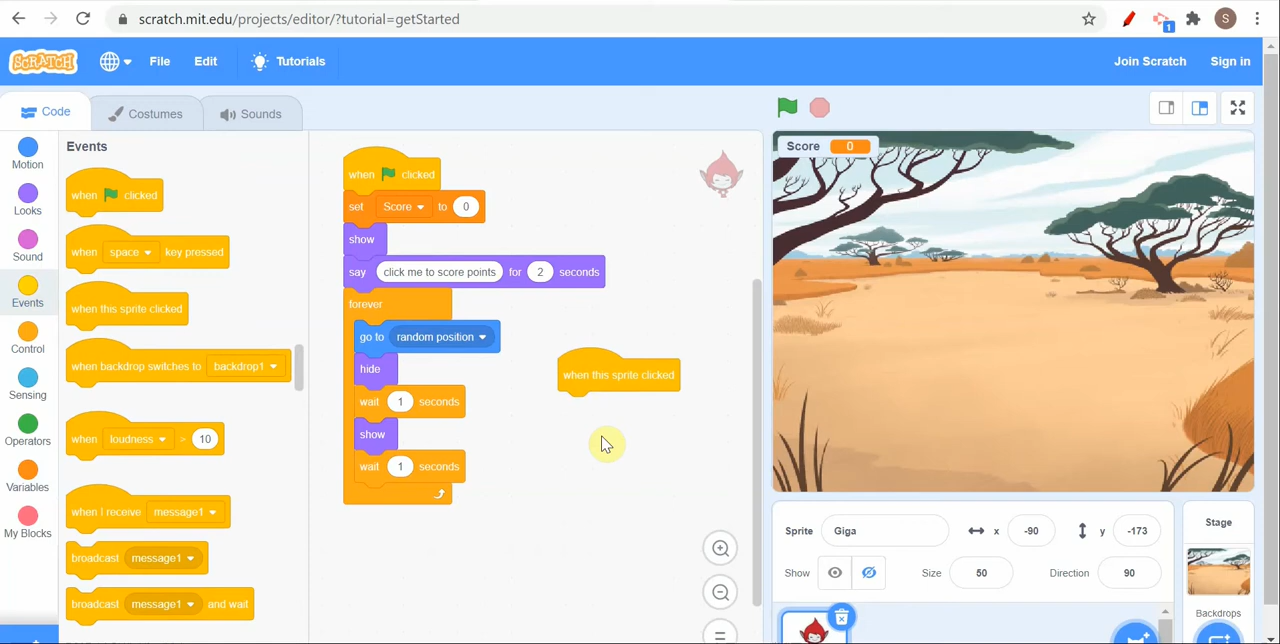 scratch.mit.edu/projects/editor/?tutorial=getStarted
1
S
SCRATCH
File
Edit
Tutorials
Join Scratch
Sign in
Code
Costumes
Sounds
Motion
Looks
Sound
Events
Control
Sensing
Operators
Variables
My Blocks
Events
when clicked
when space key pressed
when this sprite clicked
when backdrop switches to backdrop1
when loudness > 10
when I receive message1
broadcast message1
broadcast message1 and wait
when clicked
set Score to 0
show
say click me to score points for 2 seconds
forever
go to random position
hide
wait 1 seconds
show
wait 1 seconds
when this sprite clicked
Score 0
Sprite Giga x -90 y -173
Show Size 50 Direction 90
Stage
Backdrops